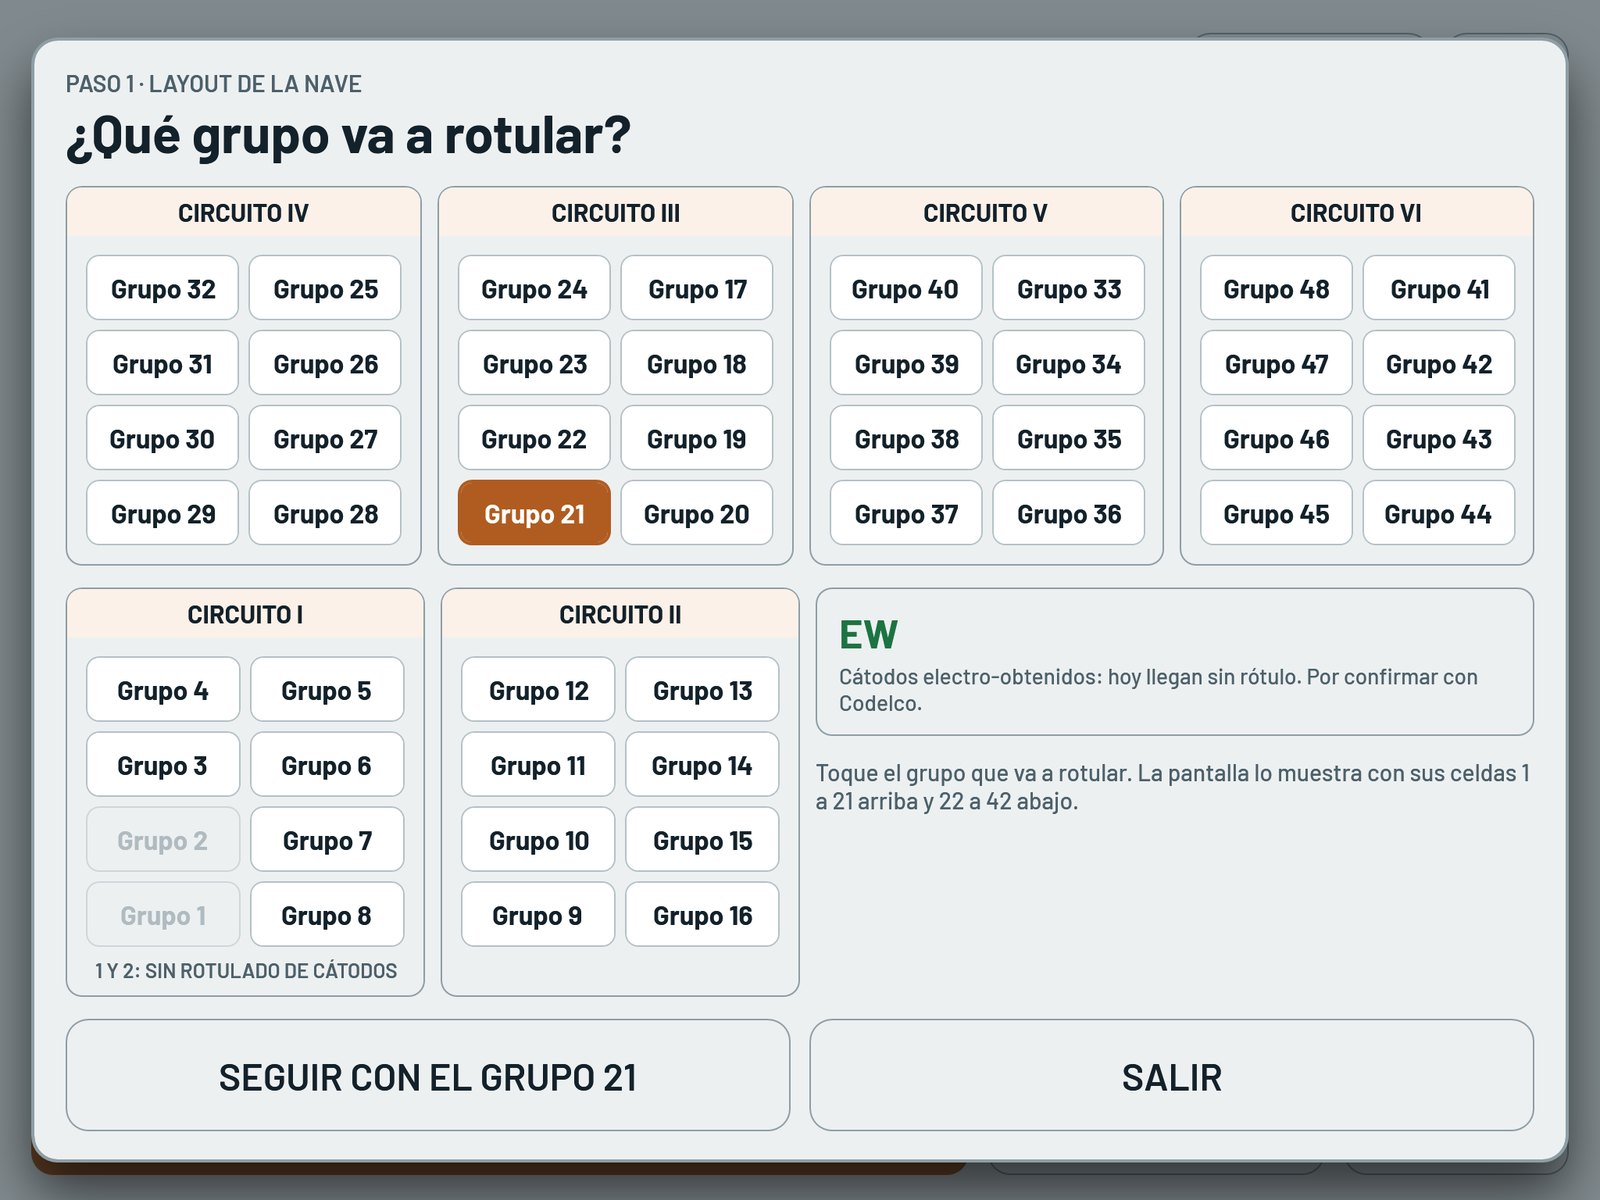 PASO 1 · LAYOUT DE LA NAVE
¿Qué grupo va a rotular?
CIRCUITO IV
Grupo 32 Grupo 25
Grupo 31 Grupo 26
Grupo 30 Grupo 27
Grupo 29 Grupo 28
CIRCUITO III
Grupo 24 Grupo 17
Grupo 23 Grupo 18
Grupo 22 Grupo 19
Grupo 21 Grupo 20
CIRCUITO V
Grupo 40 Grupo 33
Grupo 39 Grupo 34
Grupo 38 Grupo 35
Grupo 37 Grupo 36
CIRCUITO VI
Grupo 48 Grupo 41
Grupo 47 Grupo 42
Grupo 46 Grupo 43
Grupo 45 Grupo 44
CIRCUITO I
Grupo 4 Grupo 5
Grupo 3 Grupo 6
Grupo 2 Grupo 7
Grupo 1 Grupo 8
1 Y 2: SIN ROTULADO DE CÁTODOS
CIRCUITO II
Grupo 12 Grupo 13
Grupo 11 Grupo 14
Grupo 10 Grupo 15
Grupo 9 Grupo 16
EW
Cátodos electro-obtenidos: hoy llegan sin rótulo. Por confirmar con
Codelco.
Toque el grupo que va a rotular. La pantalla lo muestra con sus celdas 1
a 21 arriba y 22 a 42 abajo.
SEGUIR CON EL GRUPO 21
SALIR